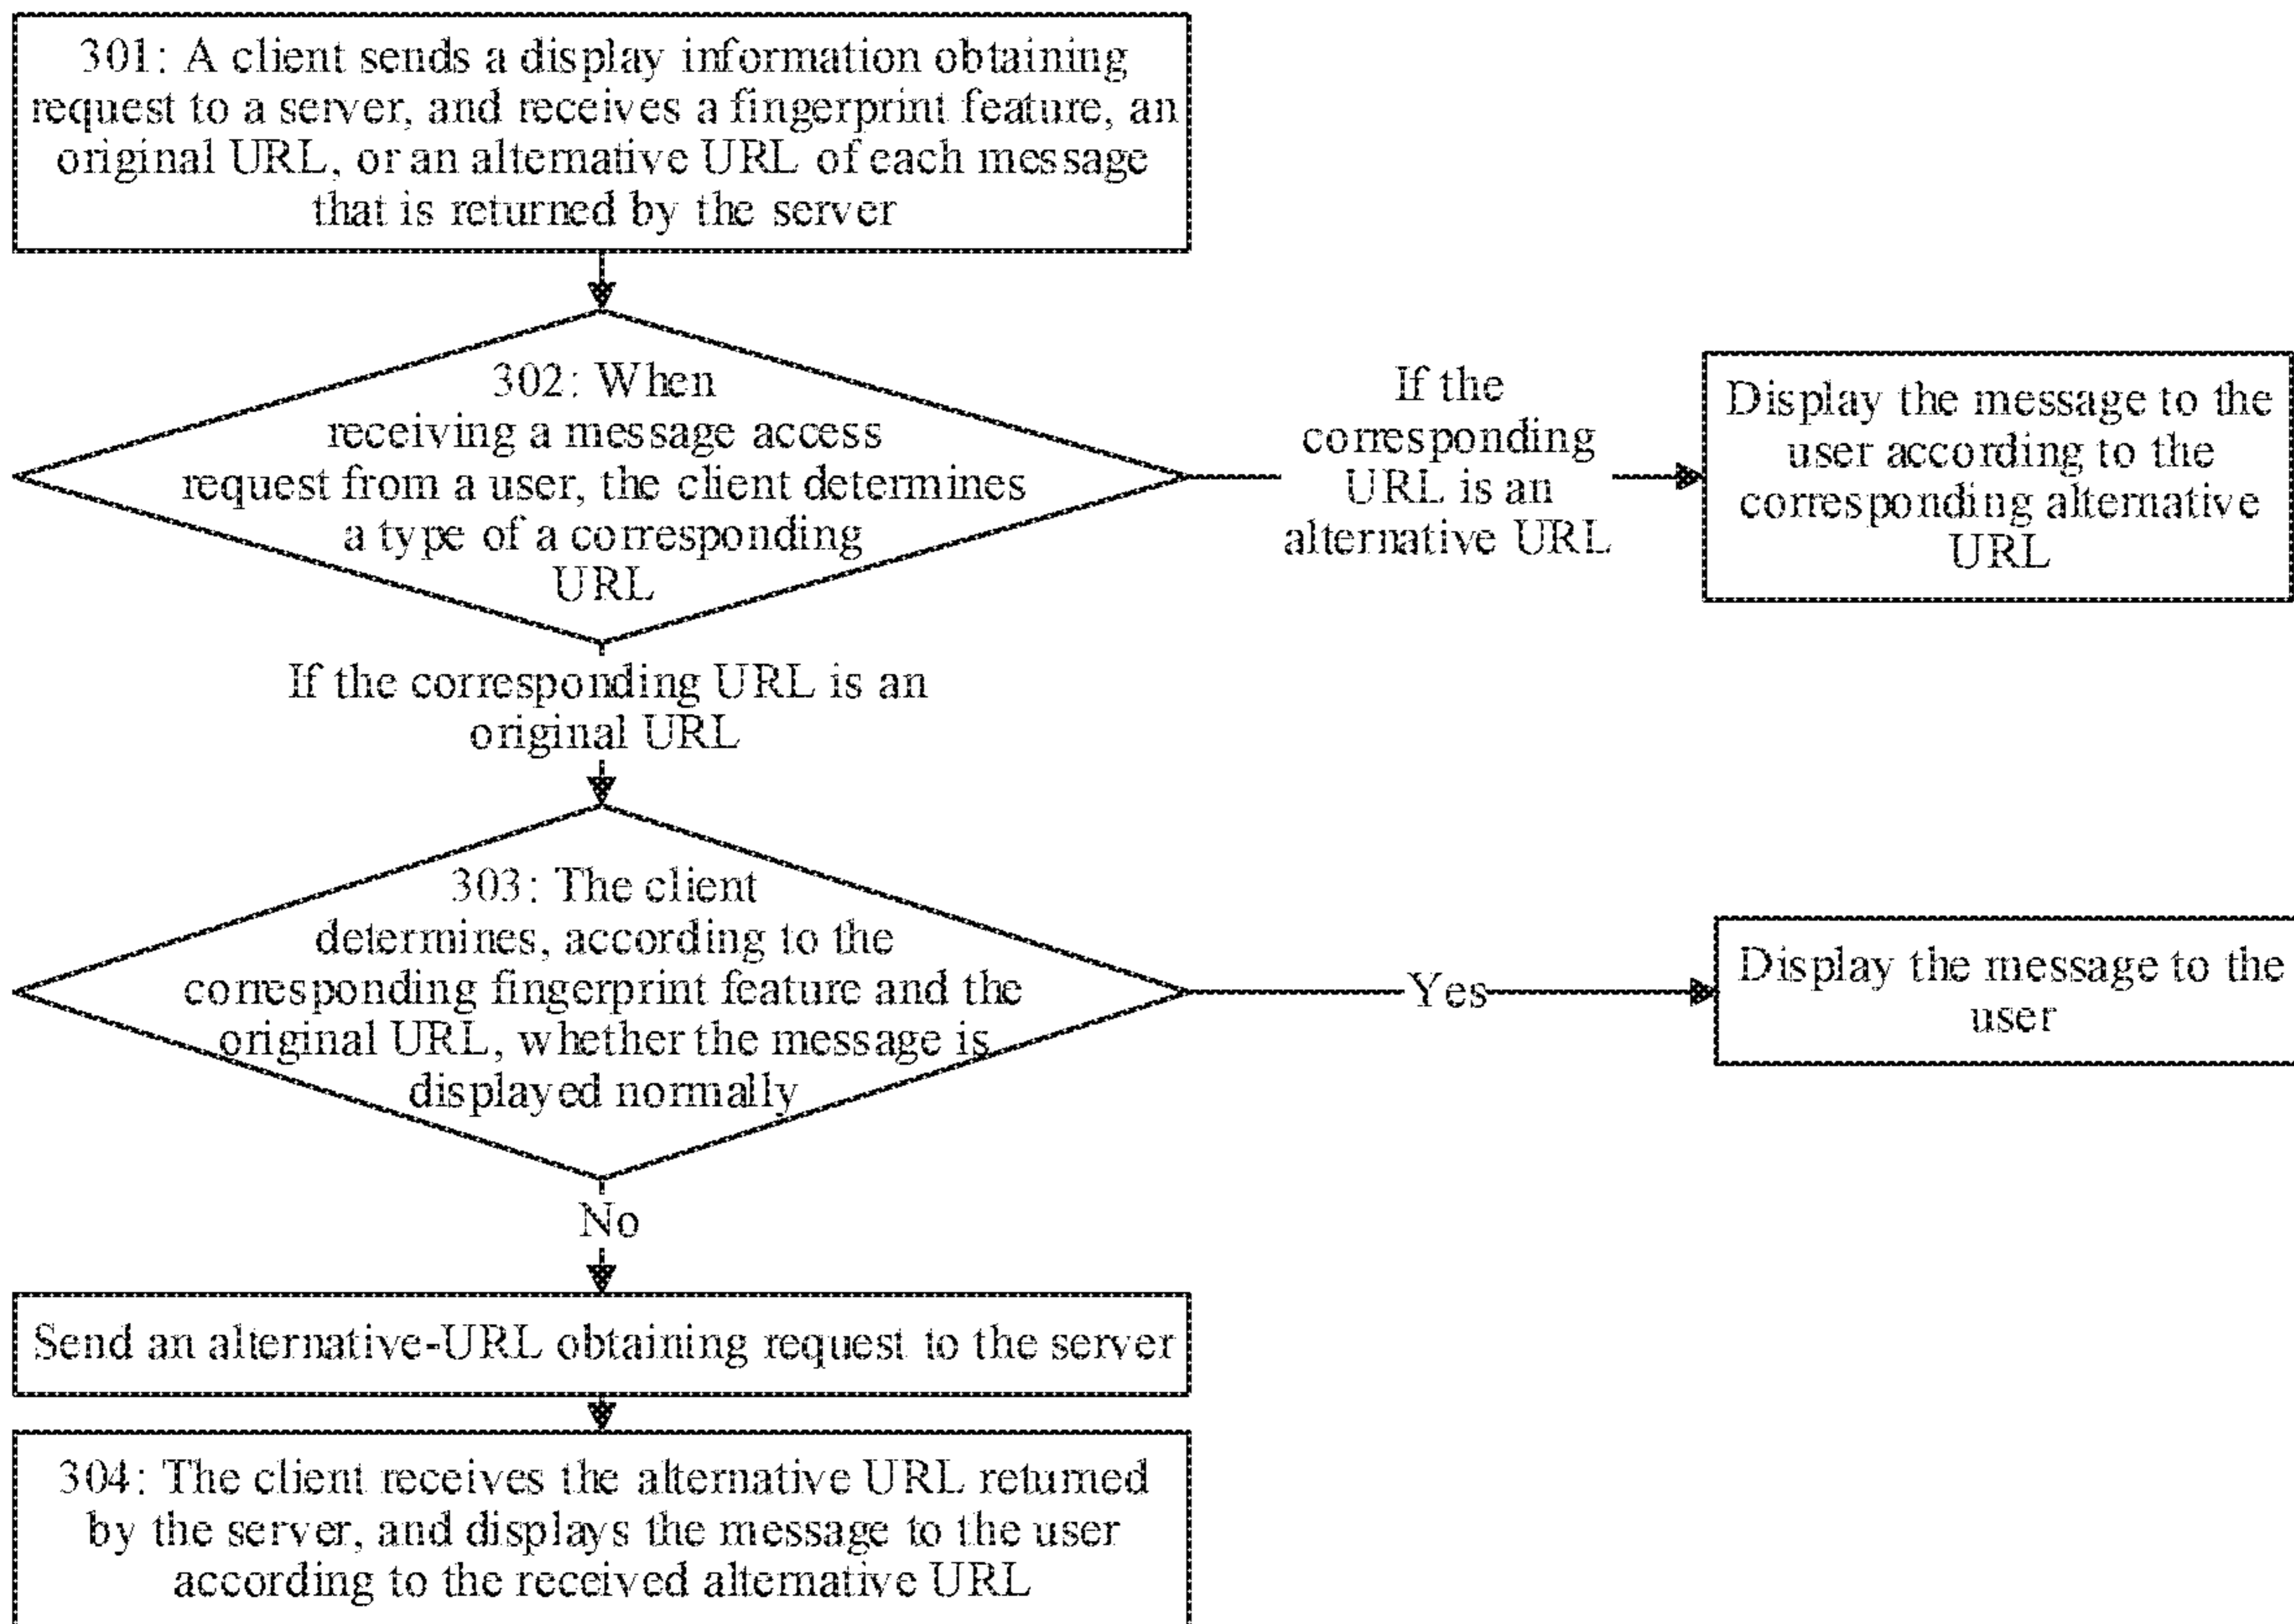 301: A client sends a display information obtaining
request to a server, and receives a fingerprint feature, an
original URL, or an alternative URL of each message
that is returned by the server
302: When
receiving a message access
request from a user, the client determines
a type of a corresponding
URL
If the
corresponding
URL is an
alternative URL
Display the message to the
user according to the
corresponding alternative
URL
If the corresponding URL is an
original URL
303: The client
determines, according to the
corresponding fingerprint feature and the
original URL, whether the message is
displayed normally
Yes
Display the message to the
user
No
Send an alternative-URL obtaining request to the server
304: The client receives the alternative URL returned
by the server, and displays the message to the user
according to the received alternative URL